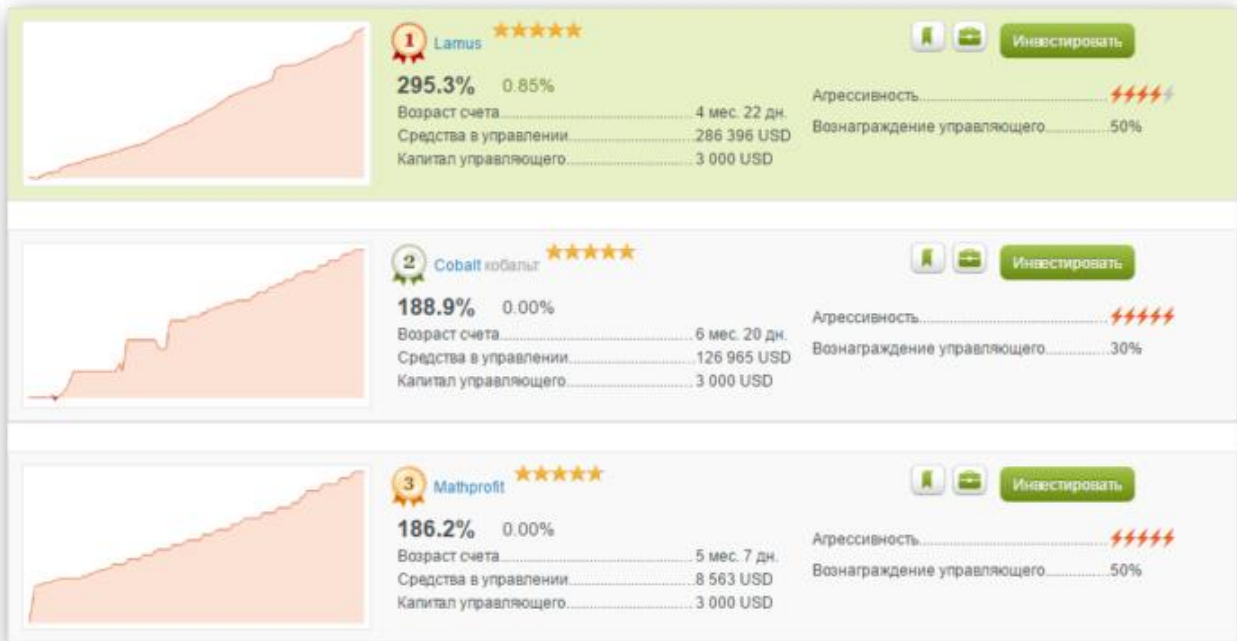 1 Lamus
Инвестировать
295.3% 0.85%
Возраст счета 4 мес. 22 дн.
Средства в управлении 286 396 USD
Капитал управляющего 3 000 USD
Агрессивность
Вознаграждение управляющего 50%
2 Cobalt кобальт
Инвестировать
188.9% 0.00%
Возраст счета 6 мес. 20 дн.
Средства в управлении 126 965 USD
Капитал управляющего 3 000 USD
Агрессивность
Вознаграждение управляющего 30%
3 Mathprofit
Инвестировать
186.2% 0.00%
Возраст счета 5 мес. 7 дн.
Средства в управлении 8 563 USD
Капитал управляющего 3 000 USD
Агрессивность
Вознаграждение управляющего 50%